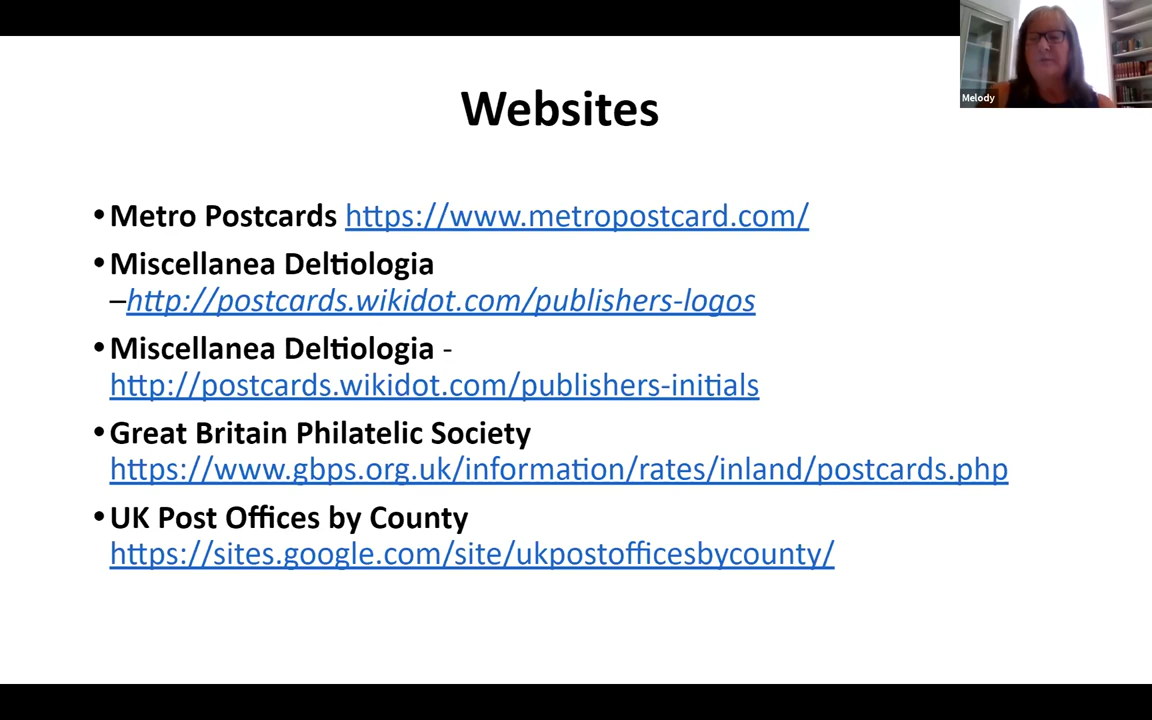 Melody
Websites
•Metro Postcards https://www.metropostcard.com/
•Miscellanea Deltiologia
–http://postcards.wikidot.com/publishers-logos
•Miscellanea Deltiologia -
http://postcards.wikidot.com/publishers-initials
•Great Britain Philatelic Society
https://www.gbps.org.uk/information/rates/inland/postcards.php
•UK Post Offices by County
https://sites.google.com/site/ukpostofficesbycounty/